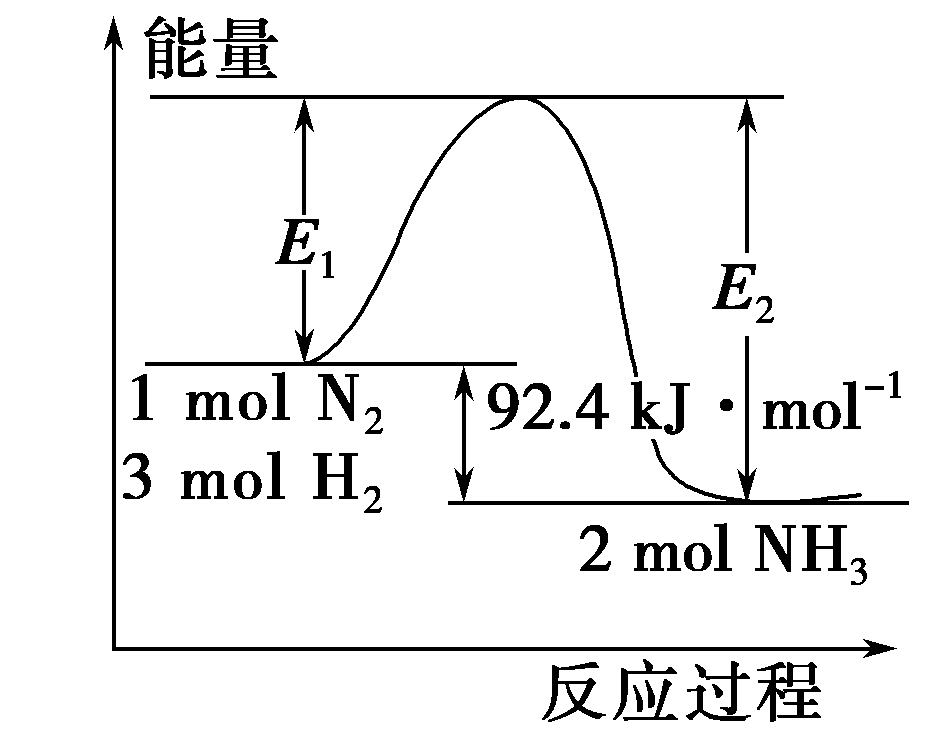 能量
E₁
E₂
1 mol N₂
92.4 kJ · mol⁻¹
3 mol H₂
2 mol NH₃
反应过程